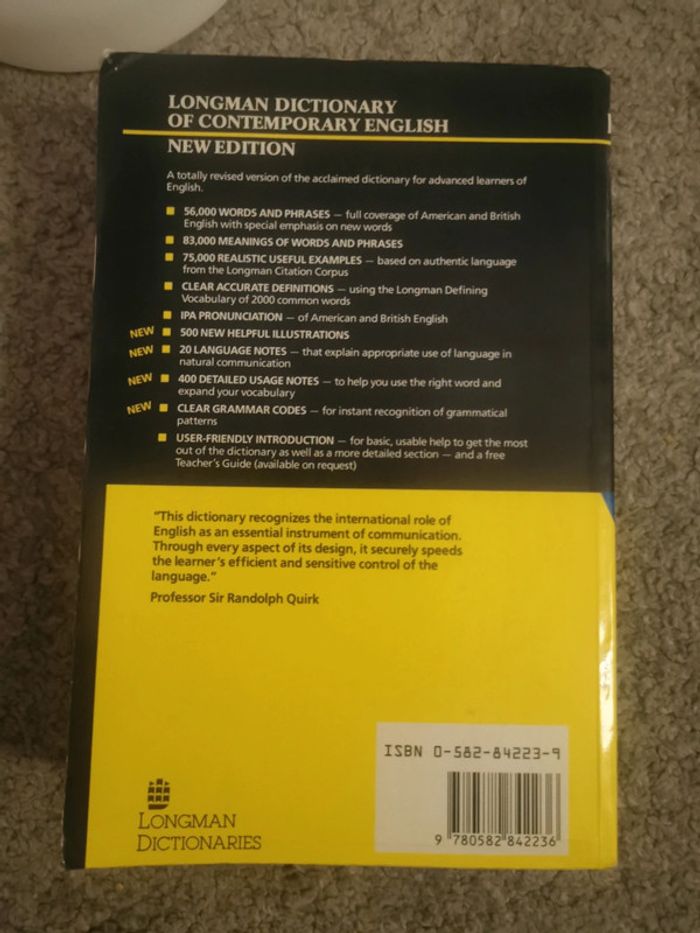 LONGMAN DICTIONARY
OF CONTEMPORARY ENGLISH
NEW EDITION
A totally revised version of the acclaimed dictionary for advanced learners of
English.
■ 56,000 WORDS AND PHRASES — full coverage of American and British
English with special emphasis on new words
■ 83,000 MEANINGS OF WORDS AND PHRASES
■ 75,000 REALISTIC USEFUL EXAMPLES — based on authentic language
from the Longman Citation Corpus
■ CLEAR ACCURATE DEFINITIONS — using the Longman Defining
Vocabulary of 2000 common words
■ IPA PRONUNCIATION — of American and British English
NEW ■ 500 NEW HELPFUL ILLUSTRATIONS
NEW ■ 20 LANGUAGE NOTES — that explain appropriate use of language in
natural communication
NEW ■ 400 DETAILED USAGE NOTES — to help you use the right word and
expand your vocabulary
NEW ■ CLEAR GRAMMAR CODES — for instant recognition of grammatical
patterns
■ USER-FRIENDLY INTRODUCTION — for basic, usable help to get the most
out of the dictionary as well as a more detailed section — and a free
Teacher's Guide (available on request)
"This dictionary recognizes the international role of
English as an essential instrument of communication.
Through every aspect of its design, it securely speeds
the learner's efficient and sensitive control of the
language."
Professor Sir Randolph Quirk
ISBN 0-582-84223-9
9 780582 842236
LONGMAN
DICTIONARIES